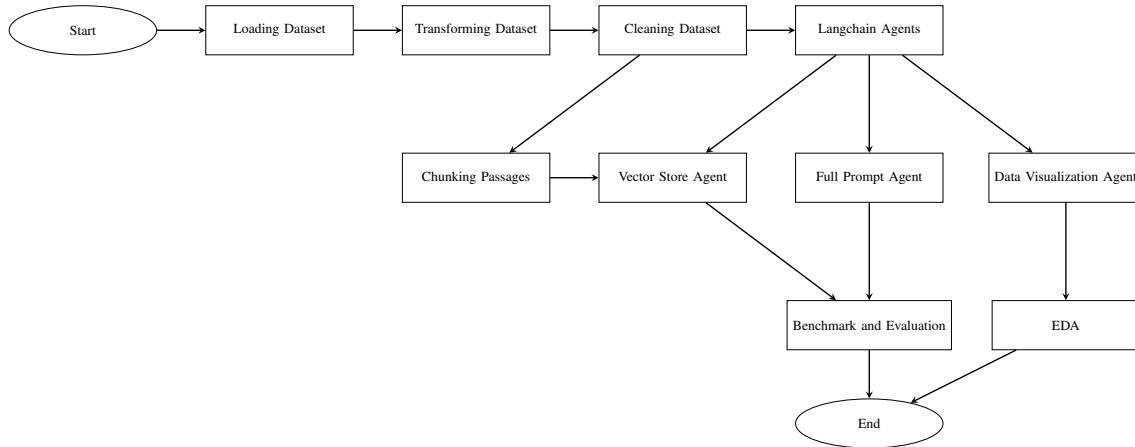 Start
Loading Dataset
Transforming Dataset
Cleaning Dataset
Langchain Agents
Chunking Passages
Vector Store Agent
Full Prompt Agent
Data Visualization Agent
Benchmark and Evaluation
EDA
End